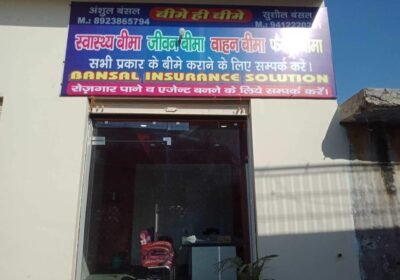 अंशुल बंसल बीमे ही बीमे सुशील बंसल
M.: 8923865794
स्वास्थ्य बीमा जीवन बीमा वाहन बीमा बीमा
सभी प्रकार के बीमे कराने के लिए सम्पर्क करें।
BANSAL INSURANCE SOLUTION
रोज़गार पाने व एजेन्ट बनने के लिये सम्पर्क करें।